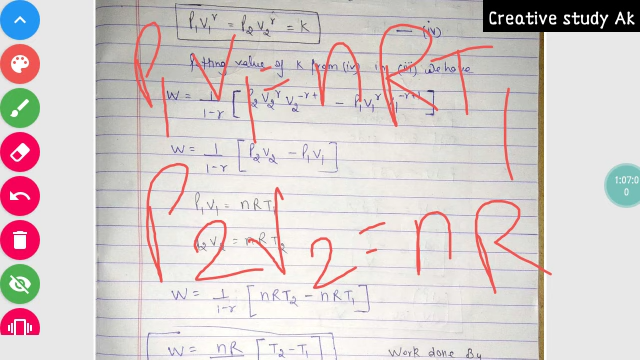 Creative study Ak
P₁V₁^r = P₂V₂^r = K — (iv)
Putting value of K from (iv) in (iii) we have
P₁V₁ = nRT₁
W = 1/1-r [P₂V₂^r V₂^-r+1 - P₁V₁^r V₁^-r+1]
W = 1/1-r [P₂V₂ - P₁V₁]
P₁V₁ = nRT₁
P₂V₂ = nR
P₂V₂ = nRT₂
W = 1/1-r [nRT₂ - nRT₁]
W = nR [T₂-T₁] Work done By
1:07:0
0